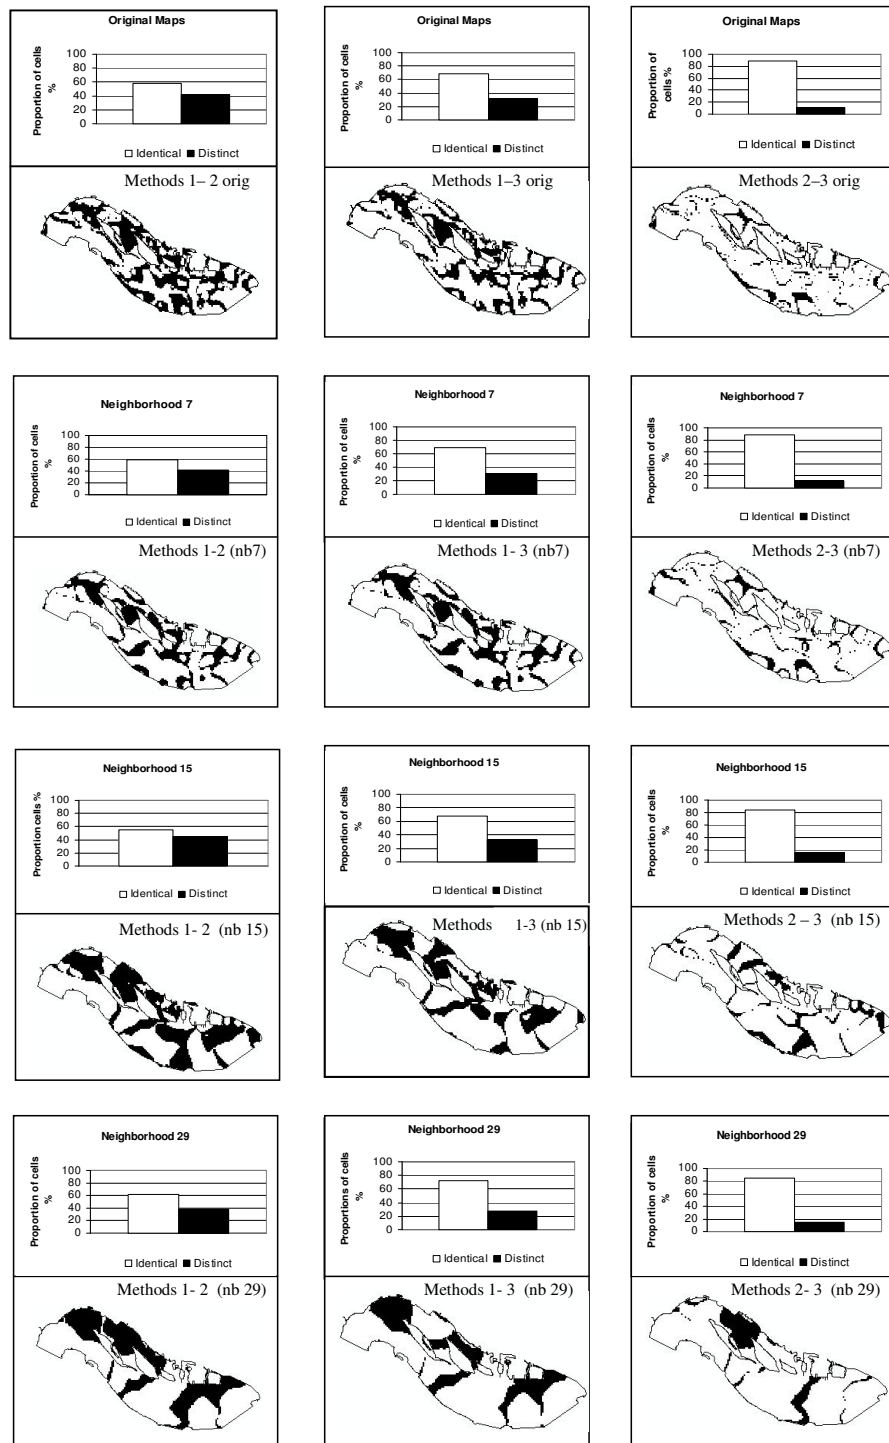 Original Maps
Proportion of cells
%
100
80
60
40
20
0
Identical Distinct
Methods 1– 2 orig
Original Maps
Proportion of cells
%
100
80
60
40
20
0
Identical Distinct
Methods 1–3 orig
Original Maps
Proportion of
cells %
100
80
60
40
20
0
Identical Distinct
Methods 2–3 orig
Neighborhood 7
Proportion of cells
%
100
80
60
40
20
0
Identical Distinct
Methods 1-2 (nb7)
Neighborhood 7
Proportion of cells
%
100
80
60
40
20
0
Identical Distinct
Methods 1- 3 (nb7)
Neighborhood 7
Proportion of cells
%
100
80
60
40
20
0
Identical Distinct
Methods 2-3 (nb7)
Neighborhood 15
Proportion cells %
100
80
60
40
20
0
Identical Distinct
Methods 1- 2 (nb 15)
Neighborhood 15
Proportion of cells
%
100
80
60
40
20
0
Identical Distinct
Methods 1-3 (nb 15)
Neighborhood 15
Proportion of cells
%
100
80
60
40
20
0
Identical Distinct
Methods 2 – 3 (nb 15)
Neighborhood 29
Proportion of cells
%
100
80
60
40
20
0
Identical Distinct
Methods 1- 2 (nb 29)
Neighborhood 29
Proportions of cells
%
100
80
60
40
20
0
Identical Distinct
Methods 1- 3 (nb 29)
Neighborhood 29
Proportion of cells
%
100
80
60
40
20
0
Identical Distinct
Methods 2- 3 (nb 29)